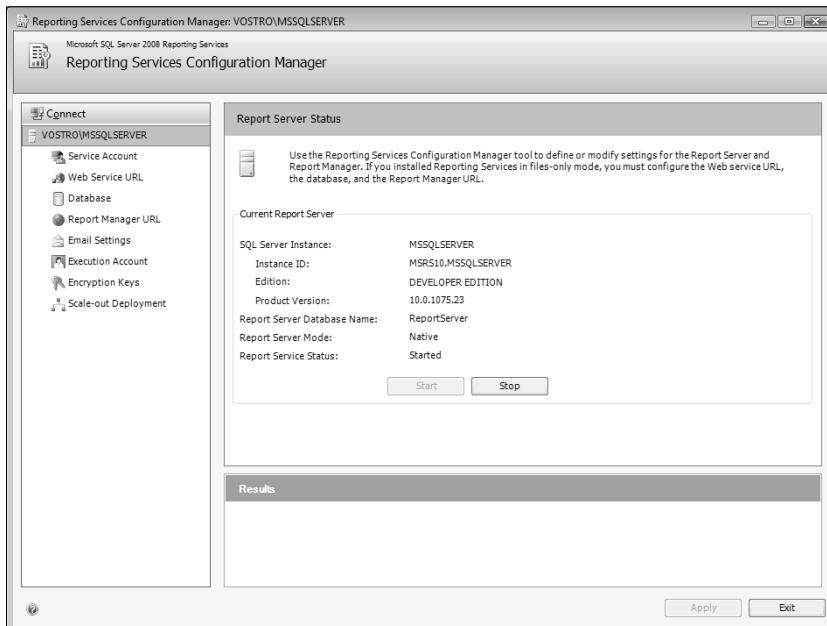 Reporting Services Configuration Manager: VOSTRO\MSSQLSERVER
Microsoft SQL Server 2008 Reporting Services
Reporting Services Configuration Manager
Connect
VOSTRO\MSSQLSERVER
Service Account
Web Service URL
Database
Report Manager URL
Email Settings
Execution Account
Encryption Keys
Scale-out Deployment
Report Server Status
Use the Reporting Services Configuration Manager tool to define or modify settings for the Report Server and
Report Manager. If you installed Reporting Services in files-only mode, you must configure the Web service URL,
the database, and the Report Manager URL.
Current Report Server
SQL Server Instance: MSSQLSERVER
Instance ID: MSRS10.MSSQLSERVER
Edition: DEVELOPER EDITION
Product Version: 10.0.1075.23
Report Server Database Name: ReportServer
Report Server Mode: Native
Report Service Status: Started
Start Stop
Results
Apply Exit